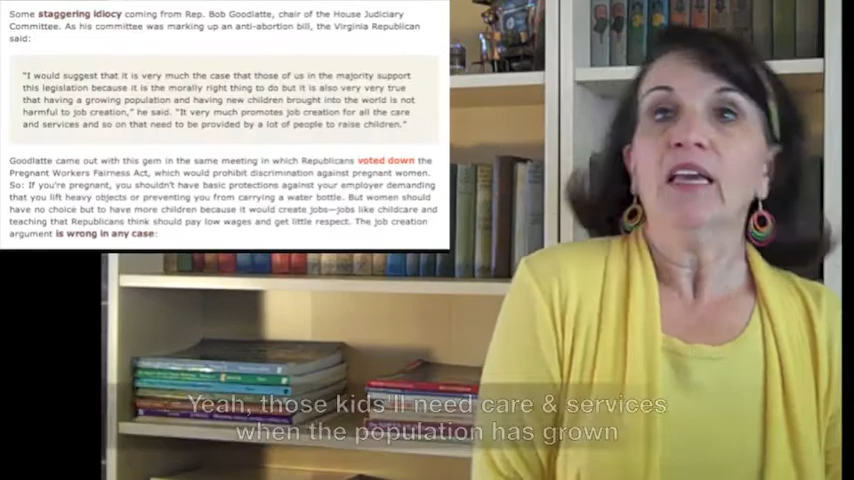 Some staggering idiocy coming from Rep. Bob Goodlatte, chair of the House Judiciary
Committee. As his committee was marking up an anti-abortion bill, the Virginia Republican
said:
"I would suggest that it is very much the case that those of us in the majority support
this legislation because it is the morally right thing to do but it is also very very true
that having a growing population and having new children brought into the world is not
harmful to job creation," he said. "It very much promotes job creation for all the care
and services and so on that need to be provided by a lot of people to raise children."
Goodlatte came out with this gem in the same meeting in which Republicans voted down the
Pregnant Workers Fairness Act, which would prohibit discrimination against pregnant women.
So: If you're pregnant, you shouldn't have basic protections against your employer demanding
that you lift heavy objects or preventing you from carrying a water bottle. But women should
have no choice but to have more children because it would create jobs—jobs like childcare and
teaching that Republicans think should pay low wages and get little respect. The job creation
argument is wrong in any case:
Yeah, those kids'll need care & services
when the population has grown